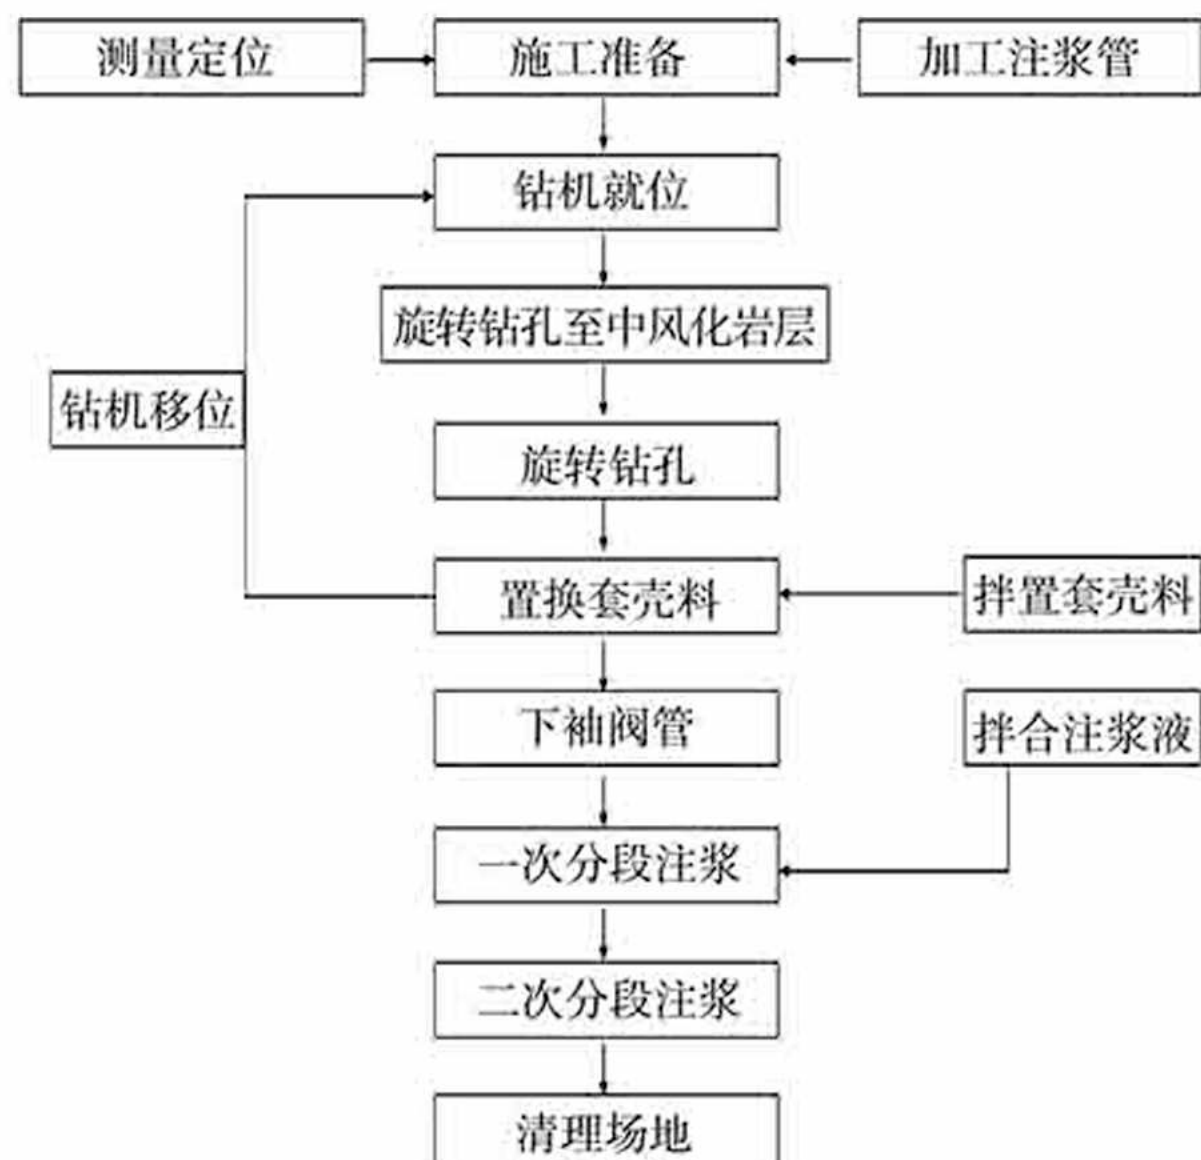 测量定位
施工准备
加工注浆管
钻机就位
旋转钻孔至中风化岩层
钻机移位
旋转钻孔
置换套壳料
拌置套壳料
下袖阀管
拌合注浆液
一次分段注浆
二次分段注浆
清理场地